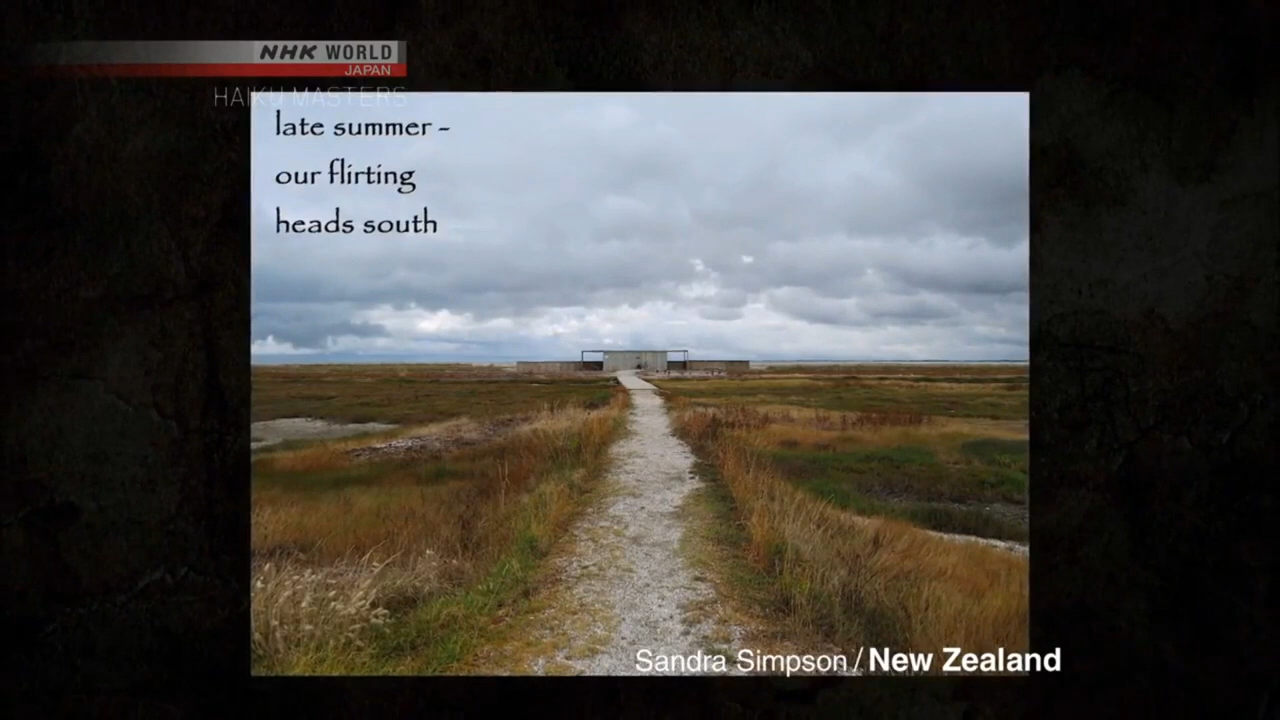 NHK WORLD
JAPAN
HAIKU MASTERS
late summer –
our flirting
heads south
Sandra Simpson / New Zealand